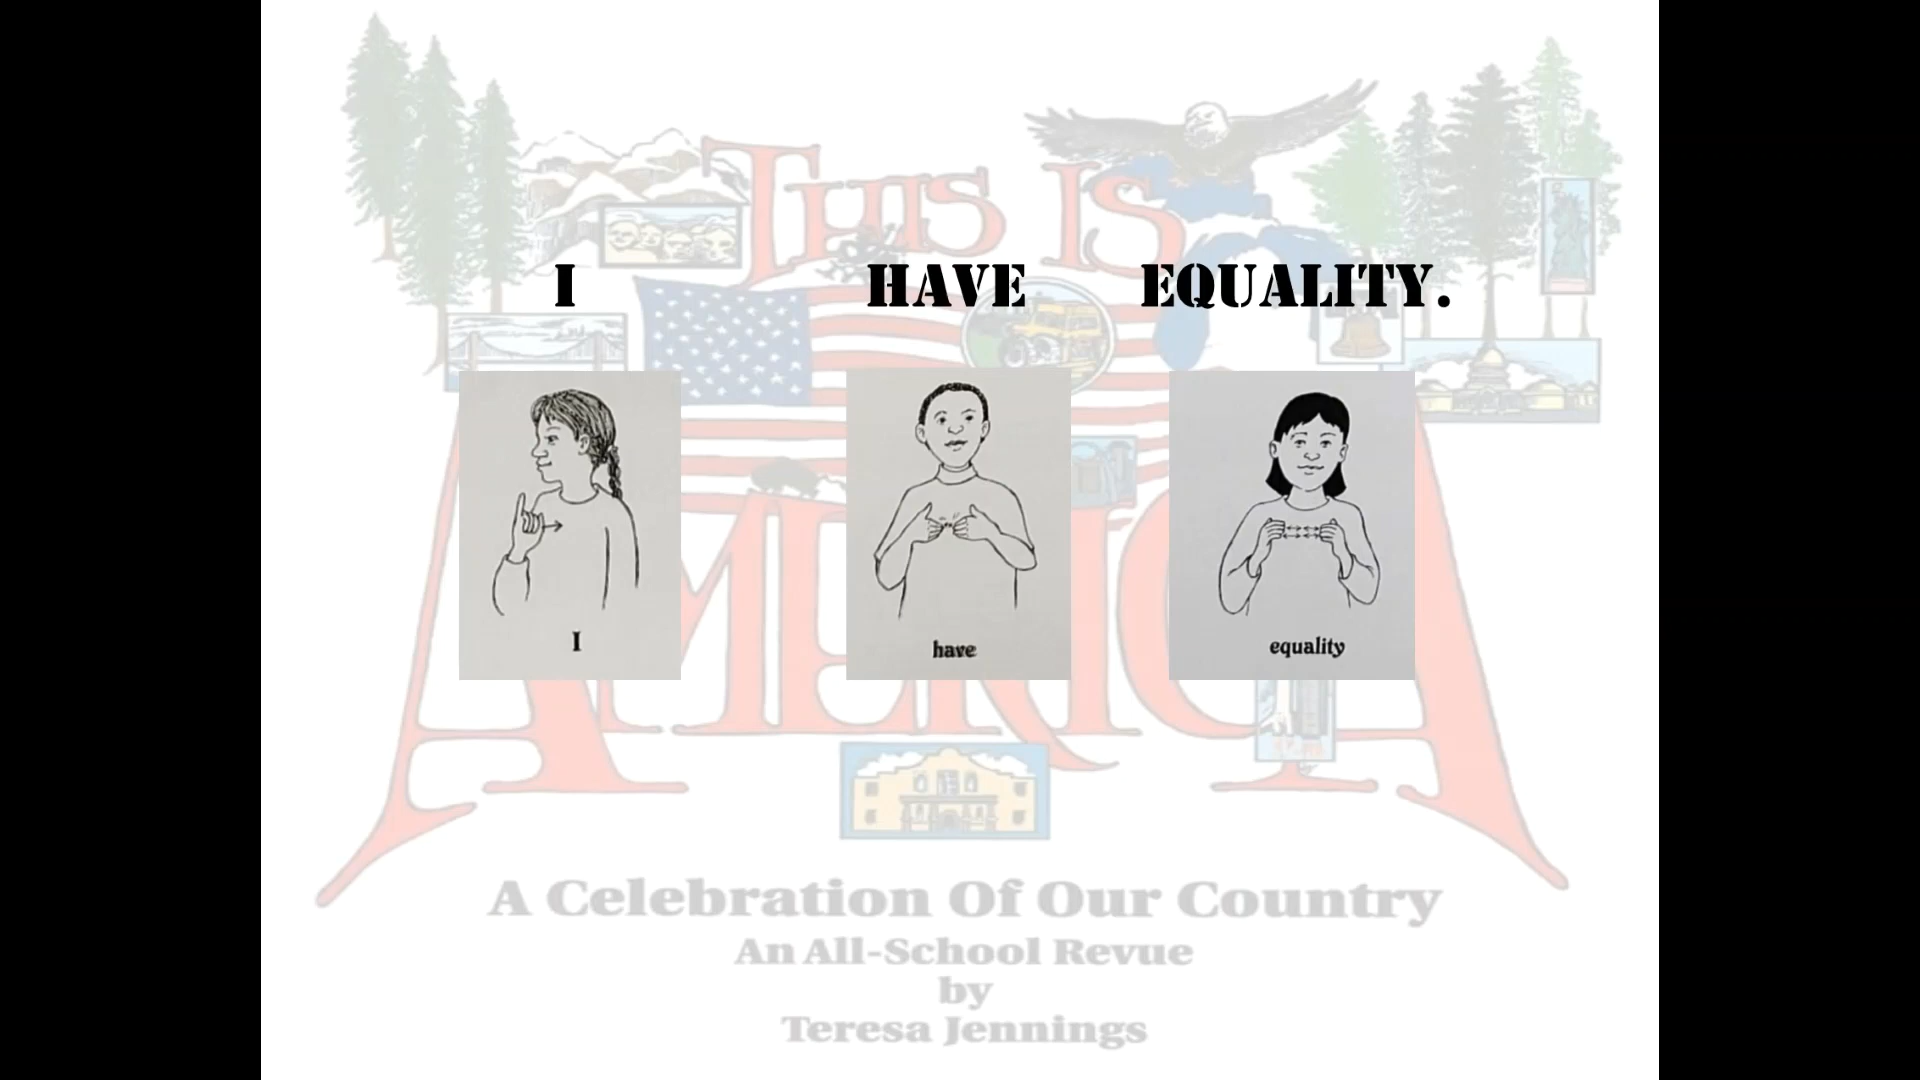 THIS IS
I HAVE EQUALITY.
AMERICA
I
have
equality
A Celebration Of Our Country
An All-School Revue
by
Teresa Jennings